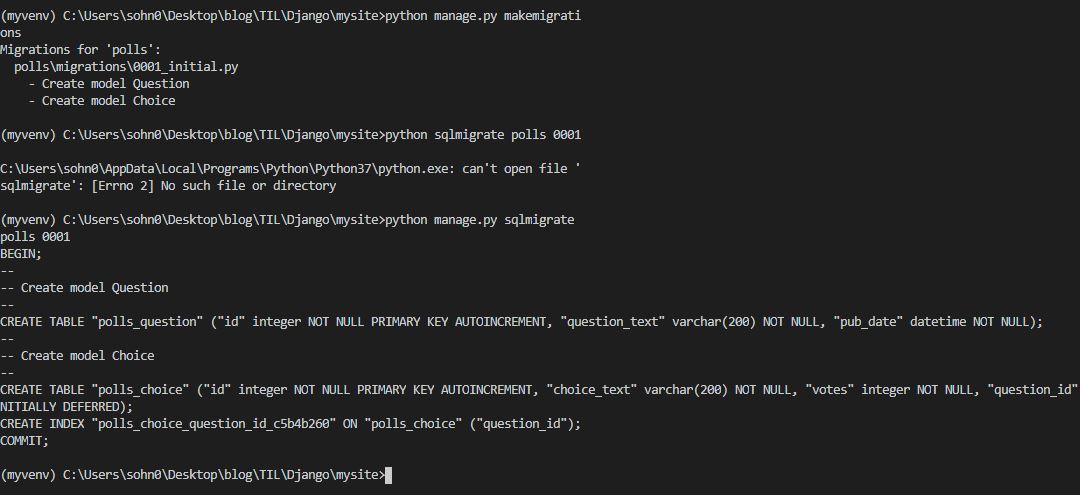 (myvenv) C:\Users\sohn0\Desktop\blog\TIL\Django\mysite>python manage.py makemigrati
ons
Migrations for 'polls':
  polls\migrations\0001_initial.py
    - Create model Question
    - Create model Choice
(myvenv) C:\Users\sohn0\Desktop\blog\TIL\Django\mysite>python sqlmigrate polls 0001
C:\Users\sohn0\AppData\Local\Programs\Python\Python37\python.exe: can't open file '
sqlmigrate': [Errno 2] No such file or directory
(myvenv) C:\Users\sohn0\Desktop\blog\TIL\Django\mysite>python manage.py sqlmigrate
polls 0001
BEGIN;
--
-- Create model Question
--
CREATE TABLE "polls_question" ("id" integer NOT NULL PRIMARY KEY AUTOINCREMENT, "question_text" varchar(200) NOT NULL, "pub_date" datetime NOT NULL);
--
-- Create model Choice
--
CREATE TABLE "polls_choice" ("id" integer NOT NULL PRIMARY KEY AUTOINCREMENT, "choice_text" varchar(200) NOT NULL, "votes" integer NOT NULL, "question_id"
NITIALLY DEFERRED);
CREATE INDEX "polls_choice_question_id_c5b4b260" ON "polls_choice" ("question_id");
COMMIT;
(myvenv) C:\Users\sohn0\Desktop\blog\TIL\Django\mysite>